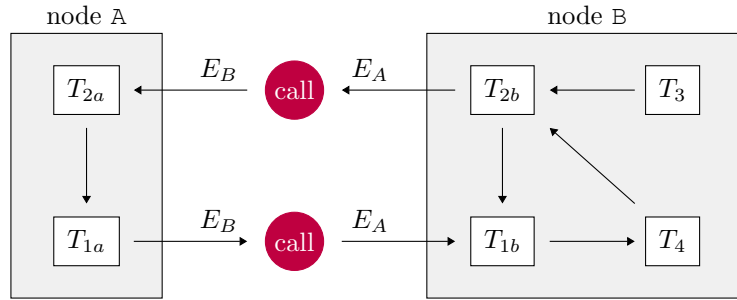 node A
node B
T2a
E_B
call
E_A
T2b
T3
T1a
E_B
call
E_A
T1b
T4